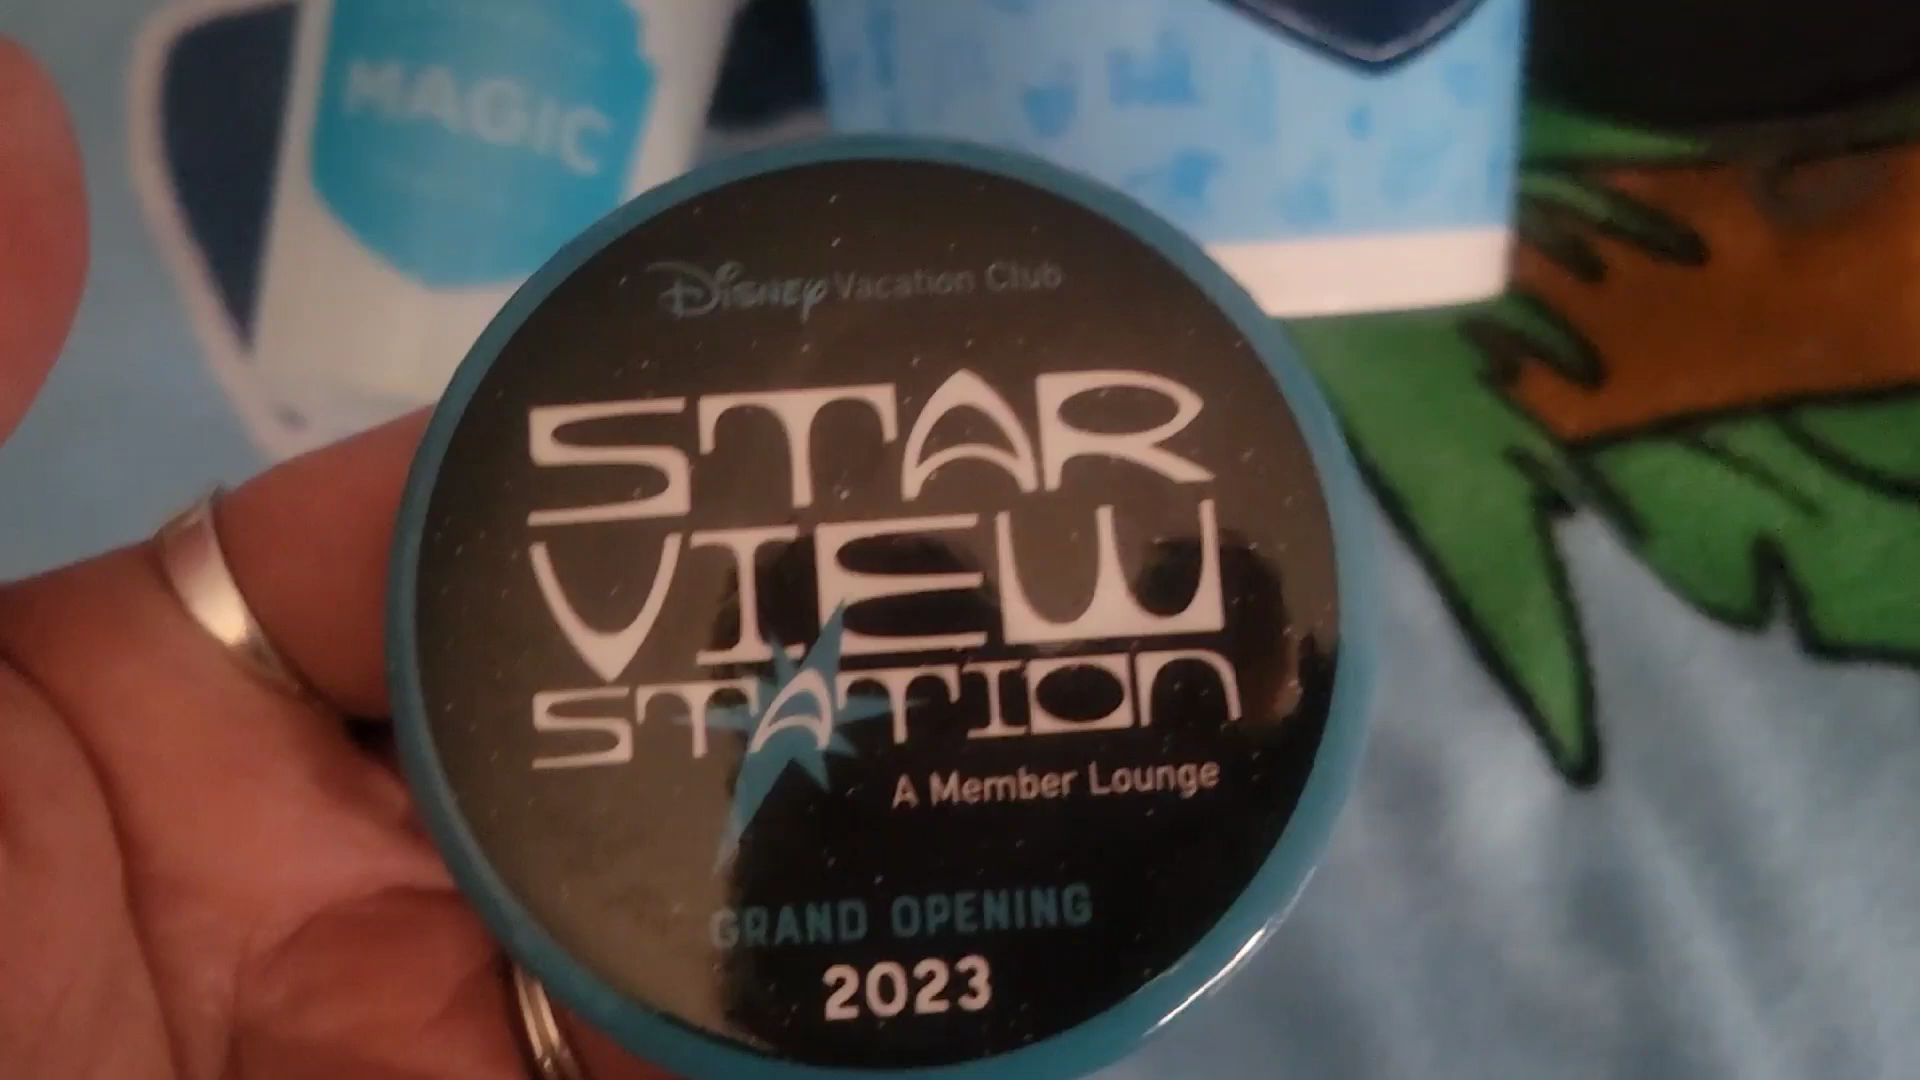 MAGIC
Disney Vacation Club
STAR
VIEW
STATION
A Member Lounge
GRAND OPENING
2023